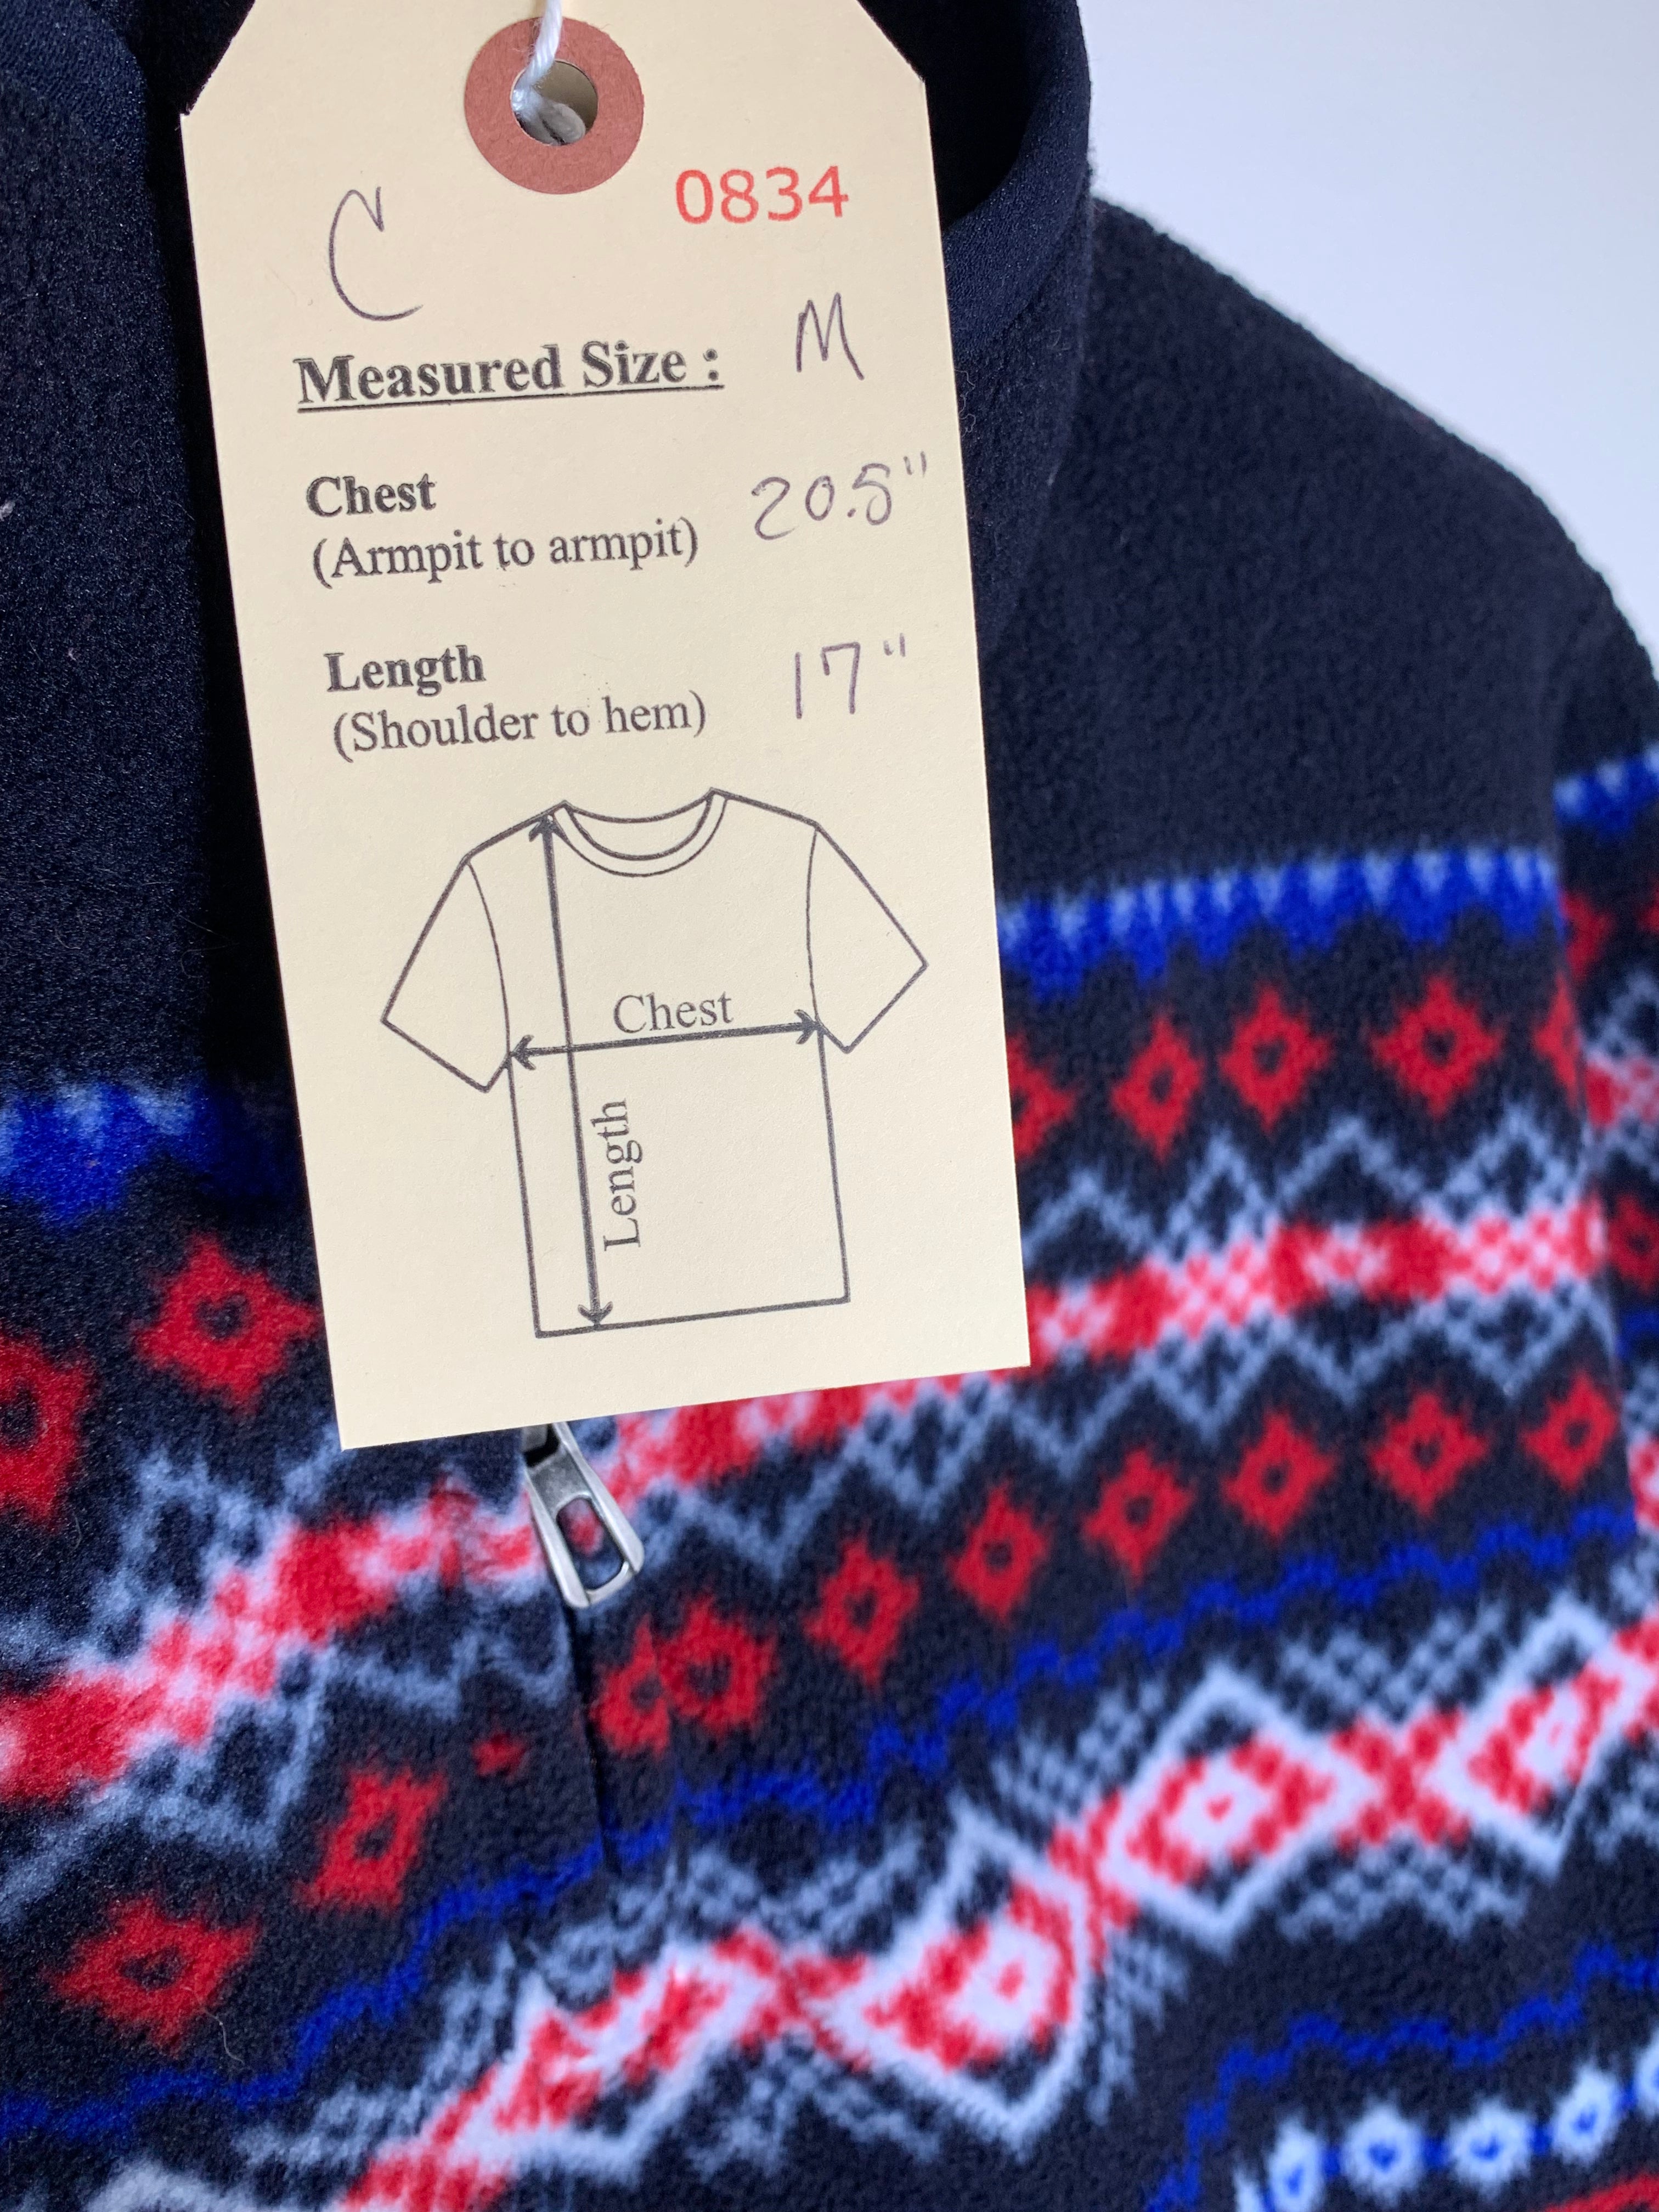 0834
C
Measured Size : M
Chest 20.5"
(Armpit to armpit)
Length 17"
(Shoulder to hem)
Chest
Length